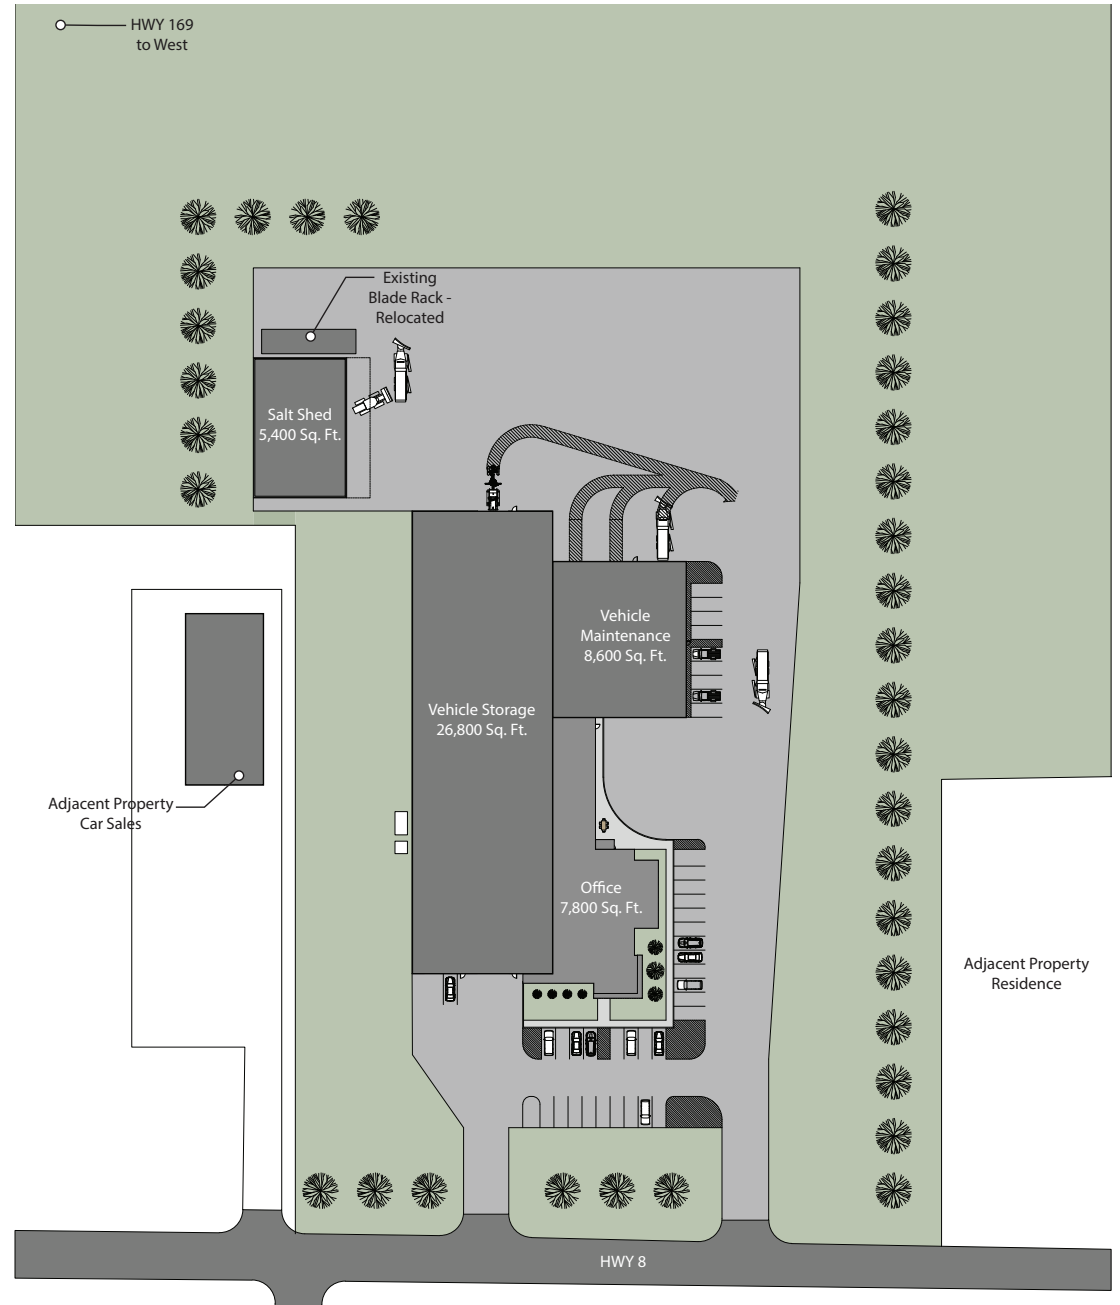 HWY 169
to West
Existing
Blade Rack -
Relocated
Salt Shed
5,400 Sq. Ft.
Vehicle
Maintenance
8,600 Sq. Ft.
Vehicle Storage
26,800 Sq. Ft.
Adjacent Property
Car Sales
Office
7,800 Sq. Ft.
Adjacent Property
Residence
HWY 8